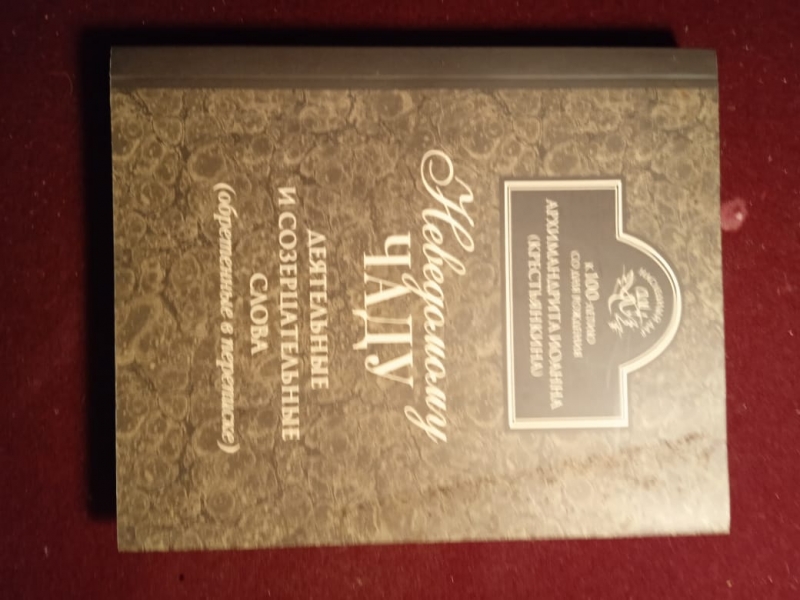 к 100-летию
со дня рождения
АРХИМАНДРИТА ИОАННА
(КРЕСТЬЯНКИНА)
Неведомому
ЧАДУ
ДЕЯТЕЛЬНЫЕ
И СОЗЕРЦАТЕЛЬНЫЕ
СЛОВА
(обретенные в переписке)